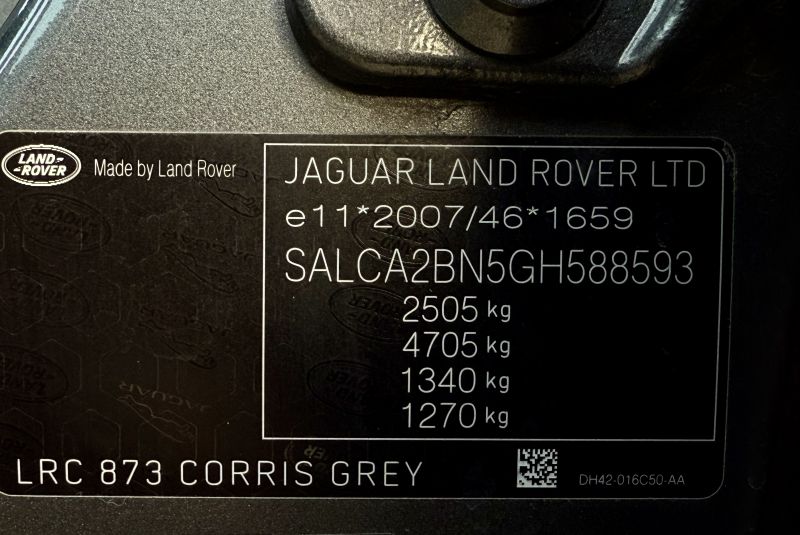 LAND-
-ROVER
Made by Land Rover
JAGUAR LAND ROVER LTD
e11*2007/46*1659
SALCA2BN5GH588593
2505 kg
4705 kg
1340 kg
1270 kg
LRC 873 CORRIS GREY
DH42-016C50-AA
JAGUAR